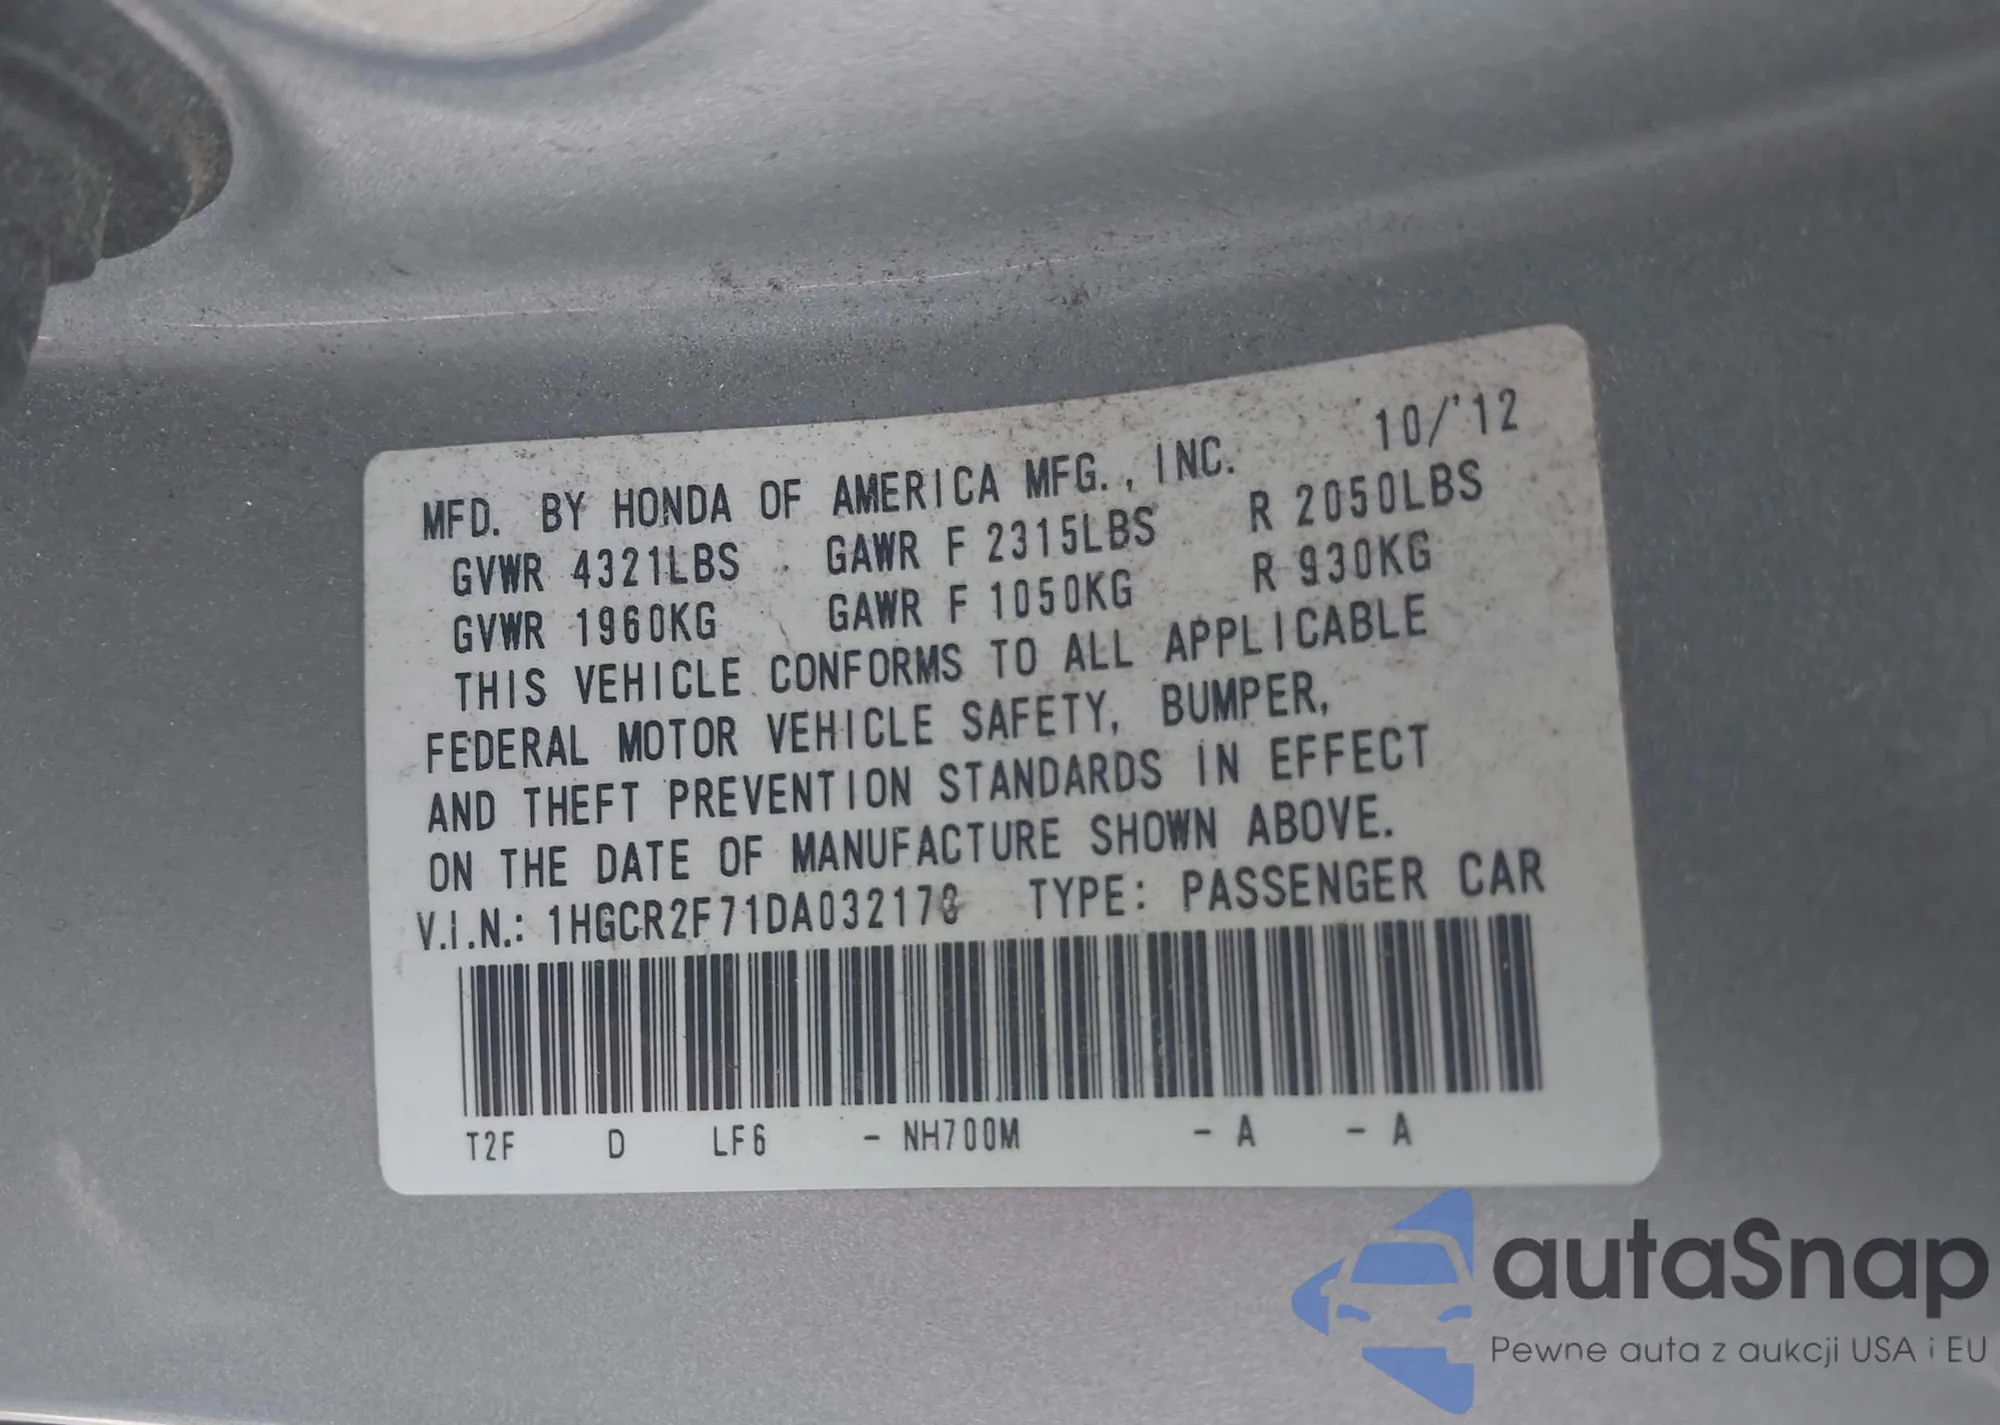 MFD. BY HONDA OF AMERICA MFG., INC. 10/'12
GVWR 4321LBS GAWR F 2315LBS R 2050LBS
GVWR 1960KG GAWR F 1050KG R 930KG
THIS VEHICLE CONFORMS TO ALL APPLICABLE
FEDERAL MOTOR VEHICLE SAFETY, BUMPER,
AND THEFT PREVENTION STANDARDS IN EFFECT
ON THE DATE OF MANUFACTURE SHOWN ABOVE.
V.I.N.: 1HGCR2F71DA032170 TYPE: PASSENGER CAR
T2F D LF6 - NH700M - A - A
autaSnap
Pewne auta z aukcji USA i EU